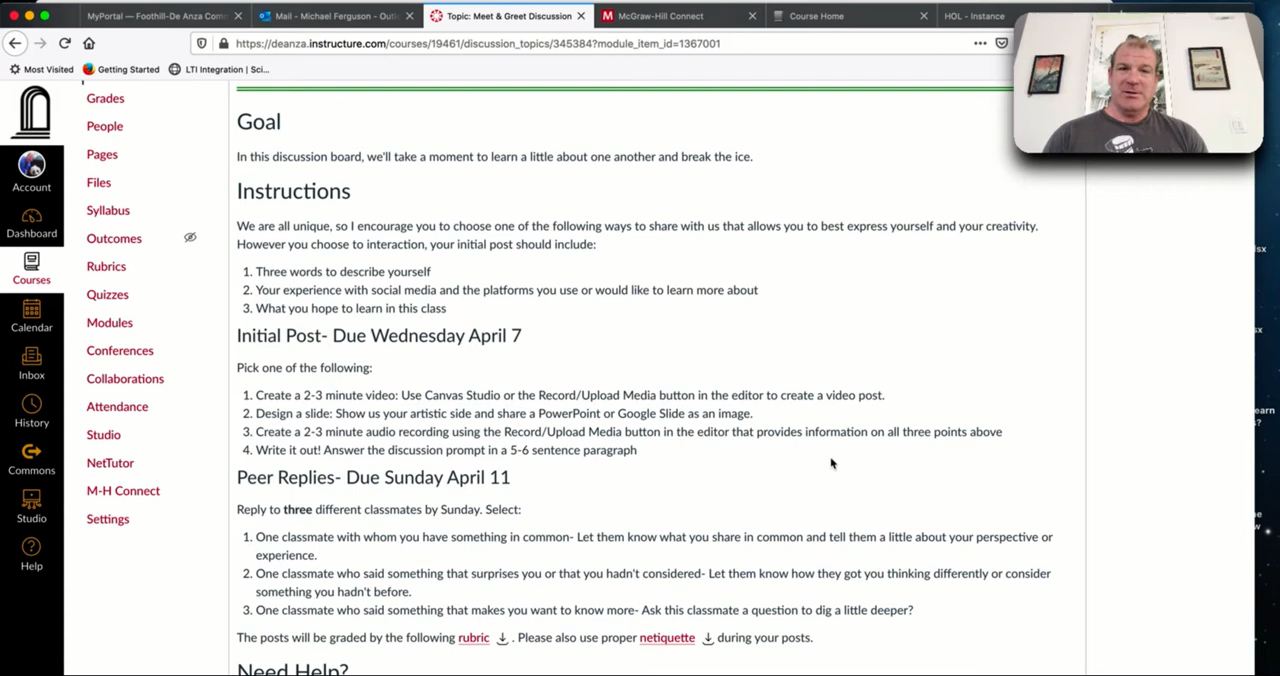 MyPortal — Foothill-De Anza Com
Mail - Michael Ferguson - Outl
Topic: Meet & Greet Discussion
McGraw-Hill Connect
Course Home
HOL - Instance
https://deanza.instructure.com/courses/19461/discussion_topics/345384?module_item_id=1367001
Most Visited
Getting Started
LTI Integration | Sci...
Account
Dashboard
Courses
Calendar
Inbox
History
Commons
Studio
Help
Grades
People
Pages
Files
Syllabus
Outcomes
Rubrics
Quizzes
Modules
Conferences
Collaborations
Attendance
Studio
NetTutor
M-H Connect
Settings
Goal
In this discussion board, we'll take a moment to learn a little about one another and break the ice.
Instructions
We are all unique, so I encourage you to choose one of the following ways to share with us that allows you to best express yourself and your creativity.
However you choose to interaction, your initial post should include:
1. Three words to describe yourself
2. Your experience with social media and the platforms you use or would like to learn more about
3. What you hope to learn in this class
Initial Post- Due Wednesday April 7
Pick one of the following:
1. Create a 2-3 minute video: Use Canvas Studio or the Record/Upload Media button in the editor to create a video post.
2. Design a slide: Show us your artistic side and share a PowerPoint or Google Slide as an image.
3. Create a 2-3 minute audio recording using the Record/Upload Media button in the editor that provides information on all three points above
4. Write it out! Answer the discussion prompt in a 5-6 sentence paragraph
Peer Replies- Due Sunday April 11
Reply to three different classmates by Sunday. Select:
1. One classmate with whom you have something in common- Let them know what you share in common and tell them a little about your perspective or
experience.
2. One classmate who said something that surprises you or that you hadn't considered- Let them know how they got you thinking differently or consider
something you hadn't before.
3. One classmate who said something that makes you want to know more- Ask this classmate a question to dig a little deeper?
The posts will be graded by the following rubric . Please also use proper netiquette during your posts.
Need Help?